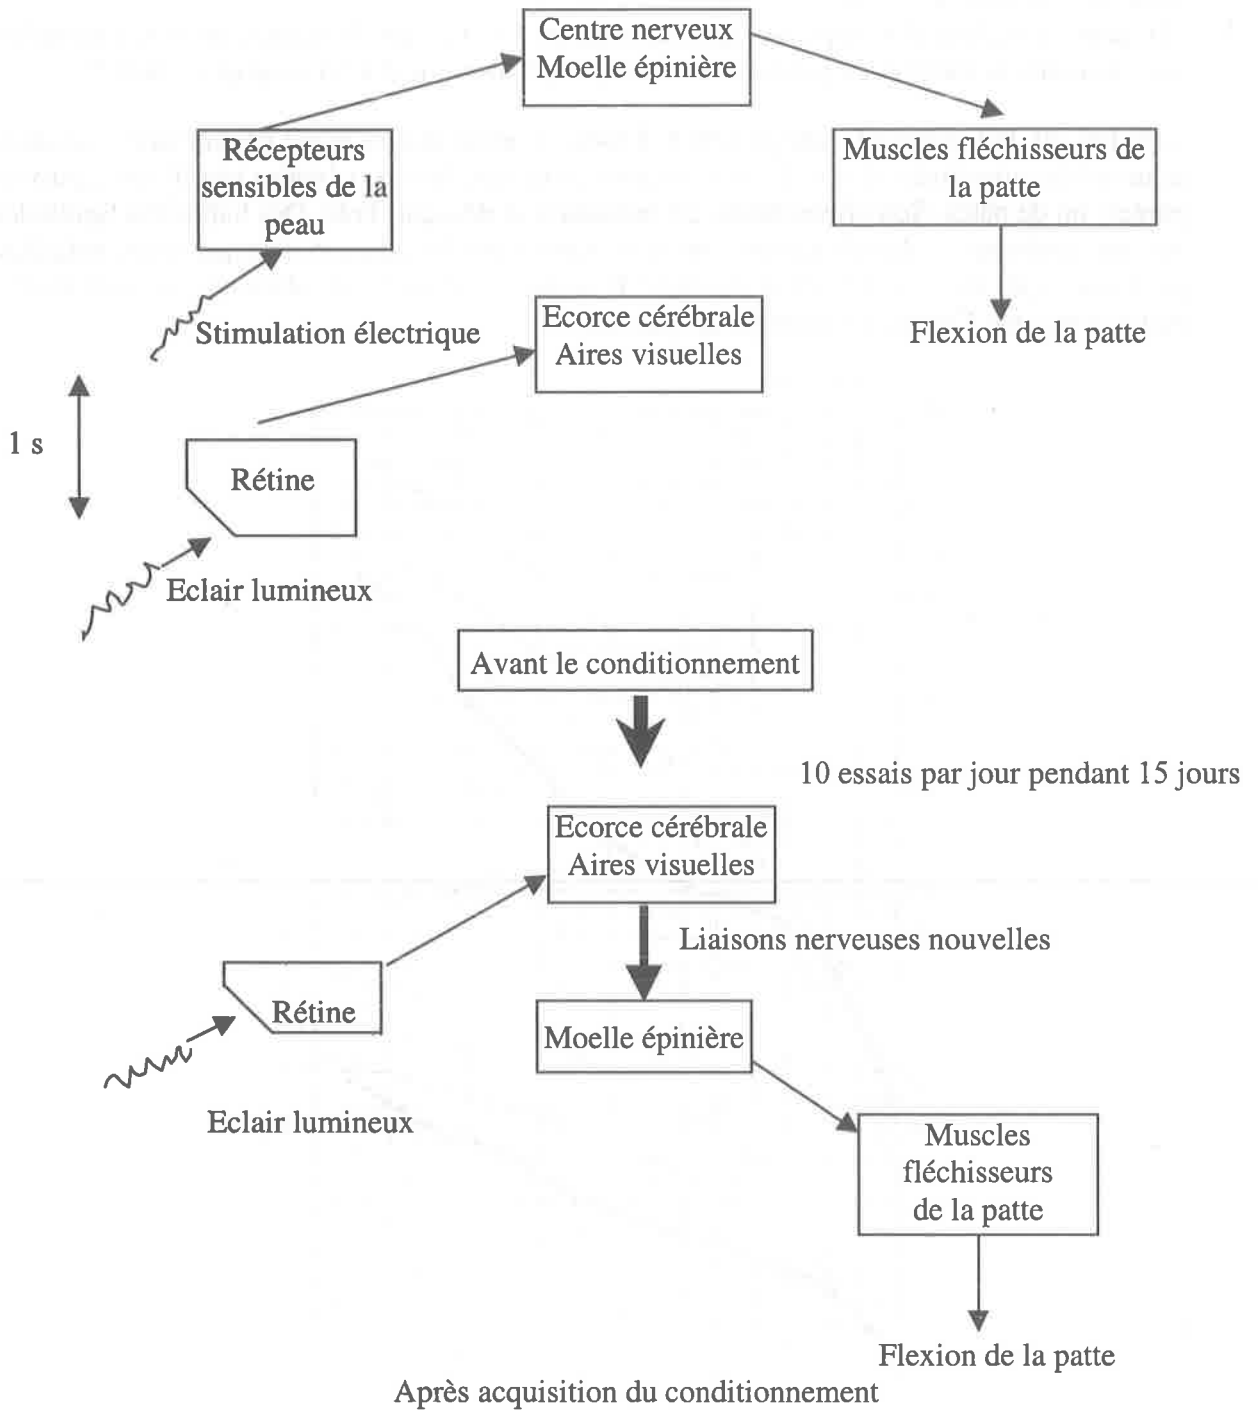 Centre nerveux
Moelle épinière
Récepteurs
sensibles de la
peau
Muscles fléchisseurs de
la patte
Stimulation électrique
Ecorce cérébrale
Aires visuelles
Flexion de la patte
1 s
Rétine
Eclair lumineux
Avant le conditionnement
10 essais par jour pendant 15 jours
Ecorce cérébrale
Aires visuelles
Liaisons nerveuses nouvelles
Rétine
Moelle épinière
Eclair lumineux
Muscles
fléchisseurs
de la patte
Flexion de la patte
Après acquisition du conditionnement